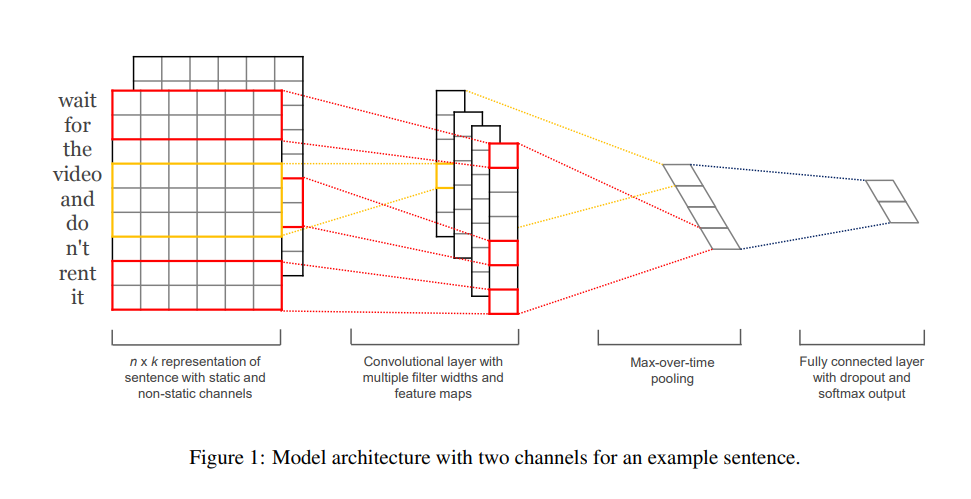 wait
for
the
video
and
do
n't
rent
it
n x k representation of
sentence with static and
non-static channels
Convolutional layer with
multiple filter widths and
feature maps
Max-over-time
pooling
Fully connected layer
with dropout and
softmax output
Figure 1: Model architecture with two channels for an example sentence.